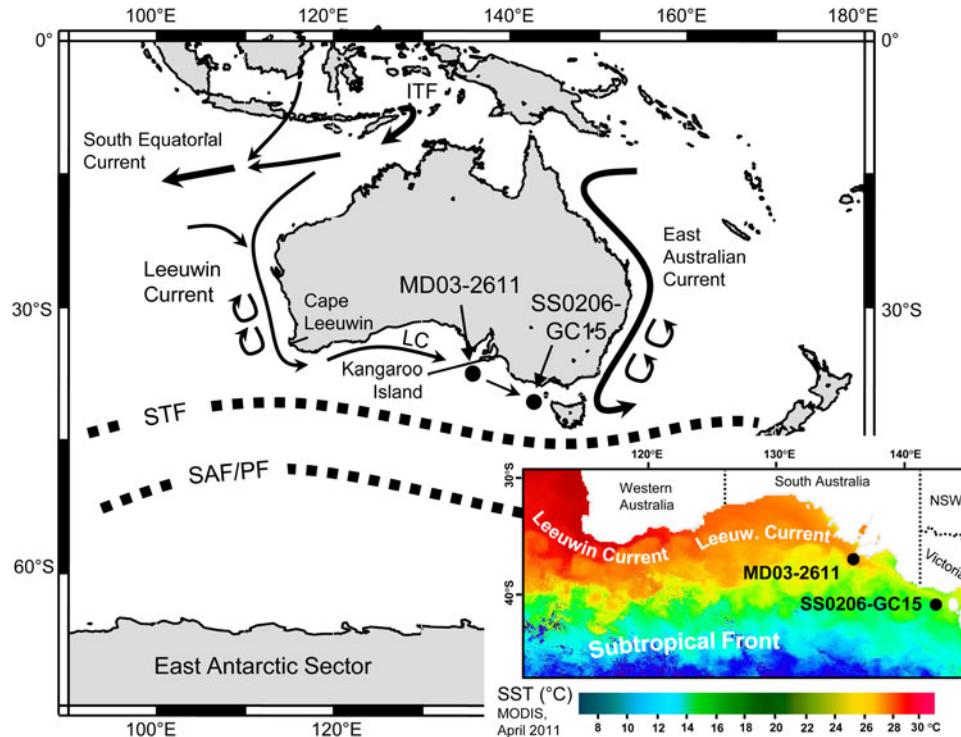 100°E 120°E 140°E 160°E 180°E
0°
ITF
South Equatorial
Current
East
Australian
Current
Leeuwin
Current
MD03-2611
SS0206-
GC15
30°S
Cape
Leeuwin
LC
Kangaroo
Island
STF
SAF/PF
60°S
East Antarctic Sector
100°E 120°E
120°E 130°E 140°E
30°S
40°S
Western
Australia
South Australia
NSW
Victoria
Leeuwin Current
Leeuw. Current
MD03-2611
SS0206-GC15
Subtropical Front
SST (°C)
MODIS,
April 2011
8 10 12 14 16 18 20 22 24 26 28 30 °C
0°
30°S